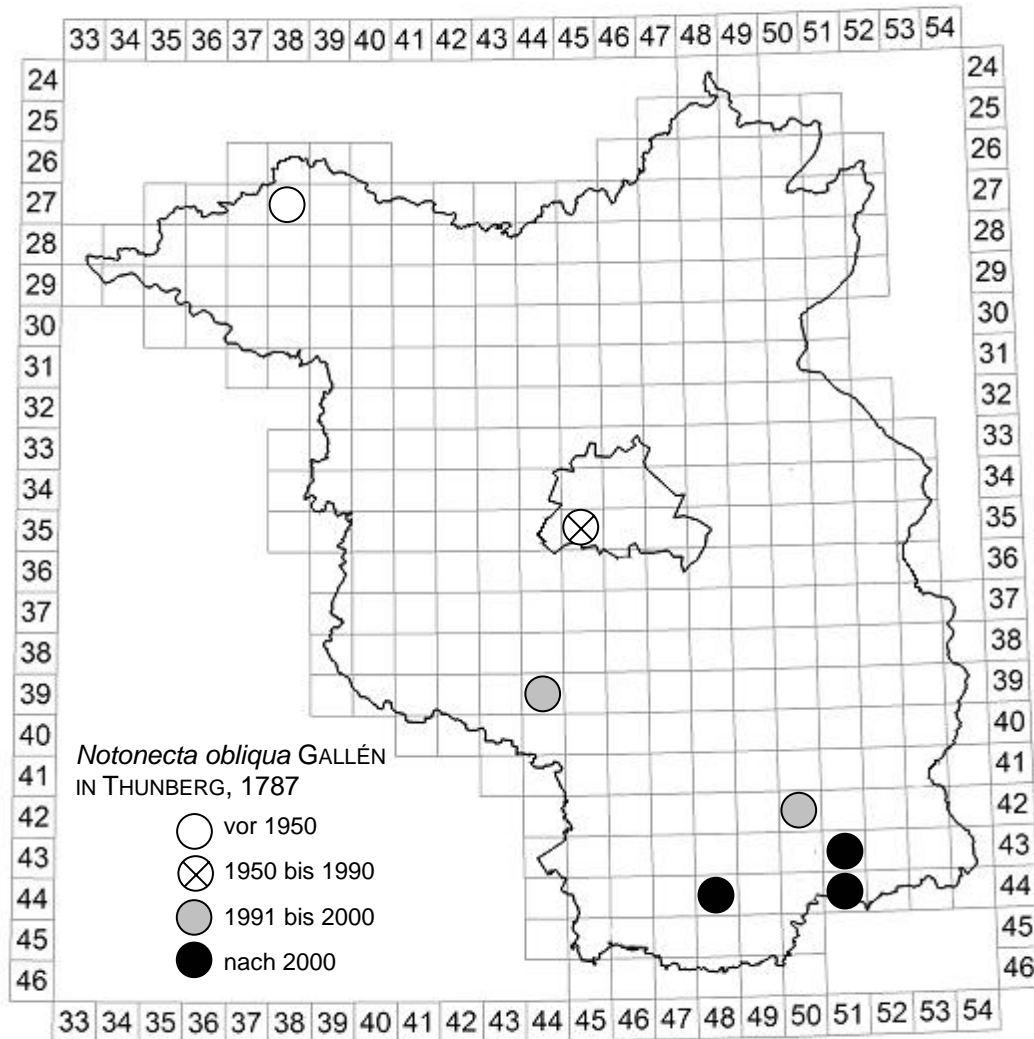 33 34 35 36 37 38 39 40 41 42 43 44 45 46 47 48 49 50 51 52 53 54
24 24
25 25
26 26
27 27
28 28
29 29
30 30
31 31
32 32
33 33
34 34
35 35
36 36
37 37
38 38
39 39
40 40
41 41
42 42
43 43
44 44
45 45
46 46
Notonecta obliqua GALLÉN
IN THUNBERG, 1787
vor 1950
1950 bis 1990
1991 bis 2000
nach 2000
33 34 35 36 37 38 39 40 41 42 43 44 45 46 47 48 49 50 51 52 53 54